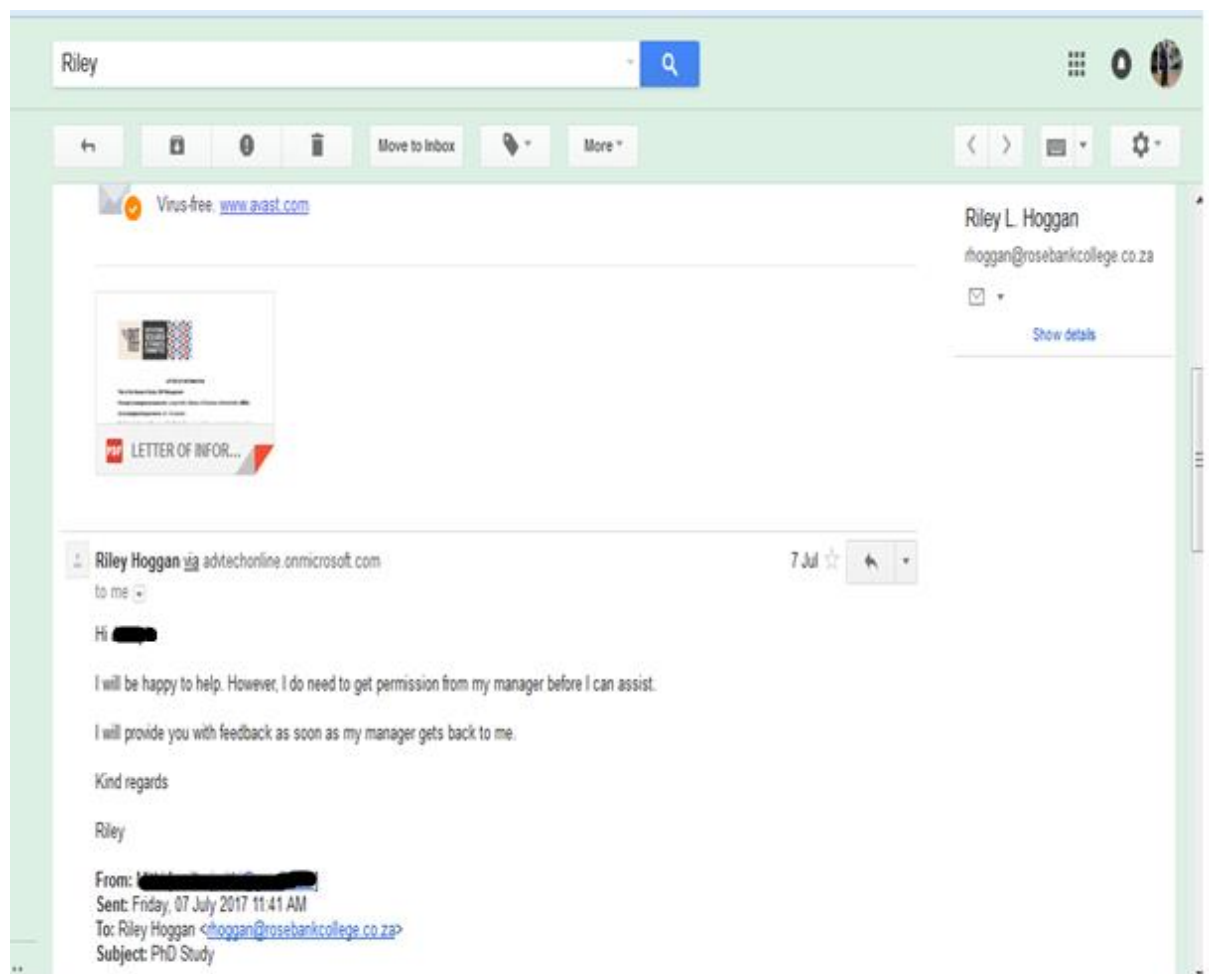 Riley
Move to Inbox
More
Virus-free. www.avast.com
LETTER OF INFOR...
Riley L. Hoggan
rhoggan@rosebankcollege.co.za
Show details
Riley Hoggan via advtechonline.onmicrosoft.com
7 Jul
to me
Hi
I will be happy to help. However, I do need to get permission from my manager before I can assist.
I will provide you with feedback as soon as my manager gets back to me.
Kind regards
Riley
From:
Sent: Friday, 07 July 2017 11:41 AM
To: Riley Hoggan <rhoggan@rosebankcollege.co.za>
Subject: PhD Study